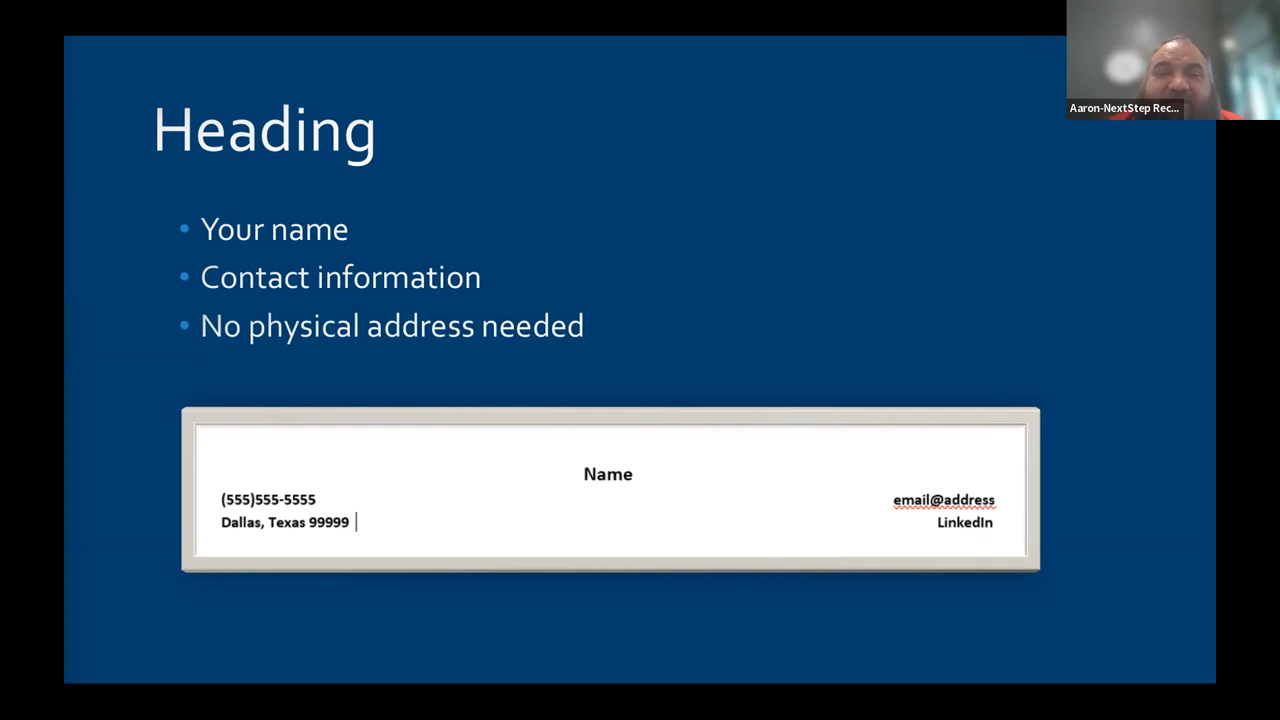 Heading
• Your name
• Contact information
• No physical address needed
Name
(555)555-5555
email@address
Dallas, Texas 99999
LinkedIn
Aaron-NextStep Rec...